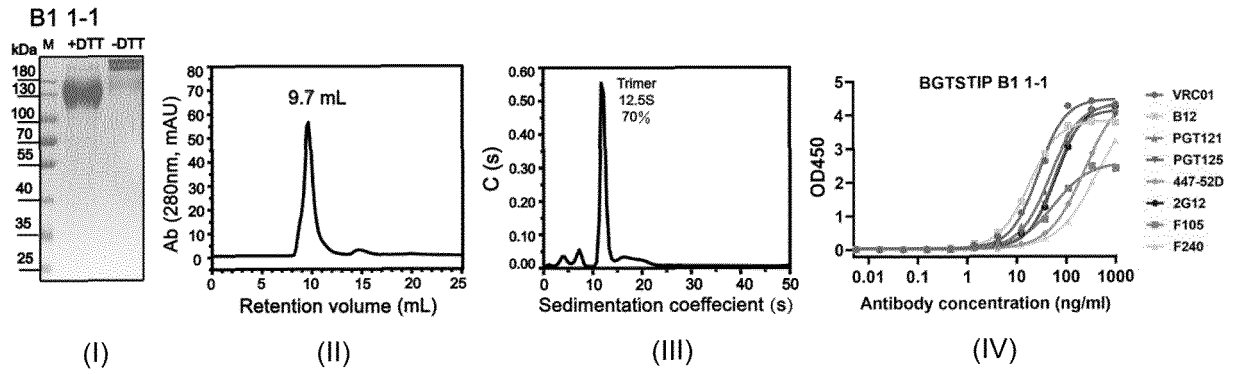 B1 1-1
kDa M +DTT -DTT
180
130
100
70
55
40
35
25
(I)
Ab (280nm, mAU)
80
70
60
50
40
30
20
10
0
9.7 mL
0 5 10 15 20 25
Retention volume (mL)
(II)
C (s)
0.60
0.50
0.40
0.30
0.20
0.10
0.00
Trimer
12.5S
70%
0 10 20 30 40 50
Sedimentation coeffecient (s)
(III)
BGTSTIP B1 1-1
OD450
5
4
3
2
1
0
0.01 0.1 1 10 100 1000
Antibody concentration (ng/ml)
VRC01
B12
PGT121
PGT125
447-52D
2G12
F105
F240
(IV)